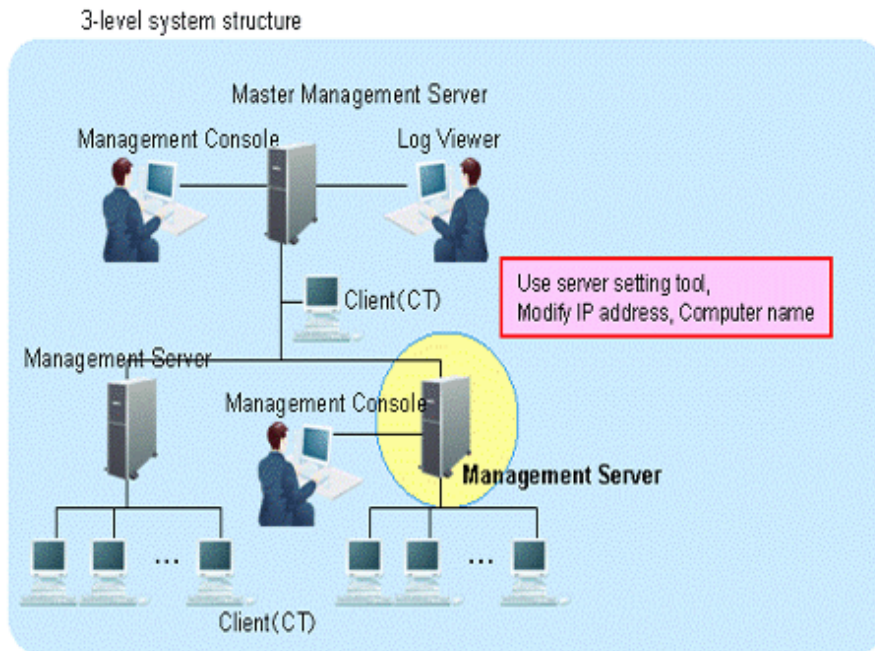 3-level system structure
Master Management Server
Management Console
Log Viewer
Client(CT)
Use server setting tool,
Modify IP address, Computer name
Management Server
Management Console
Management Server
...
...
Client(CT)